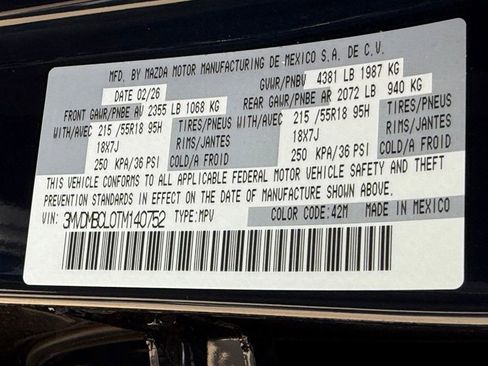 MFD. BY MAZDA MOTOR MANUFACTURING DE MEXICO S.A. DE C.V.
DATE 02/26 GVWR/PNBV 4381 LB 1987 KG
FRONT GAWR/PNBE AV 2355 LB 1068 KG REAR GAWR/PNBE AR 2072 LB 940 KG
WITH/AVEC 215 /55R18 95H TIRES/PNEUS WITH/AVEC 215 /55R18 95H TIRES/PNEUS
18X7J RIMS/JANTES 18X7J RIMS/JANTES
250 KPA/36 PSI COLD/A FROID 250 KPA/36 PSI COLD/A FROID
THIS VEHICLE CONFORMS TO ALL APPLICABLE FEDERAL MOTOR VEHICLE SAFETY AND THEFT
PREVENTION STANDARDS IN EFFECT ON THE DATE OF MANUFACTURE SHOWN ABOVE.
VIN: 3MVDMBCL0TM140752 TYPE:MPV COLOR CODE:42M MADE IN MEXICO